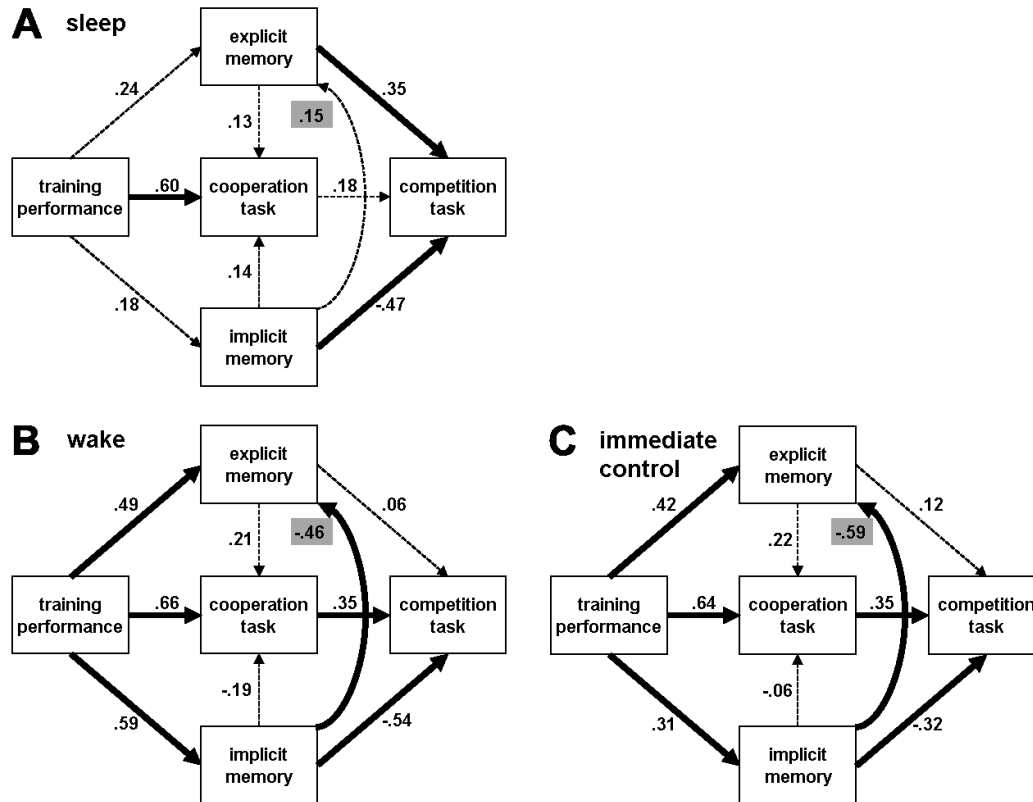 A sleep
explicit
memory
.24
.35
.13
.15
training
performance
.60
cooperation
task
.18
competition
task
.14
.18
-.47
implicit
memory
B wake
explicit
memory
.49
.06
.21
-.46
training
performance
.66
cooperation
task
.35
competition
task
-.19
.59
-.54
implicit
memory
C immediate
control
explicit
memory
.42
.12
.22
-.59
training
performance
.64
cooperation
task
.35
competition
task
-.06
.31
-.32
implicit
memory